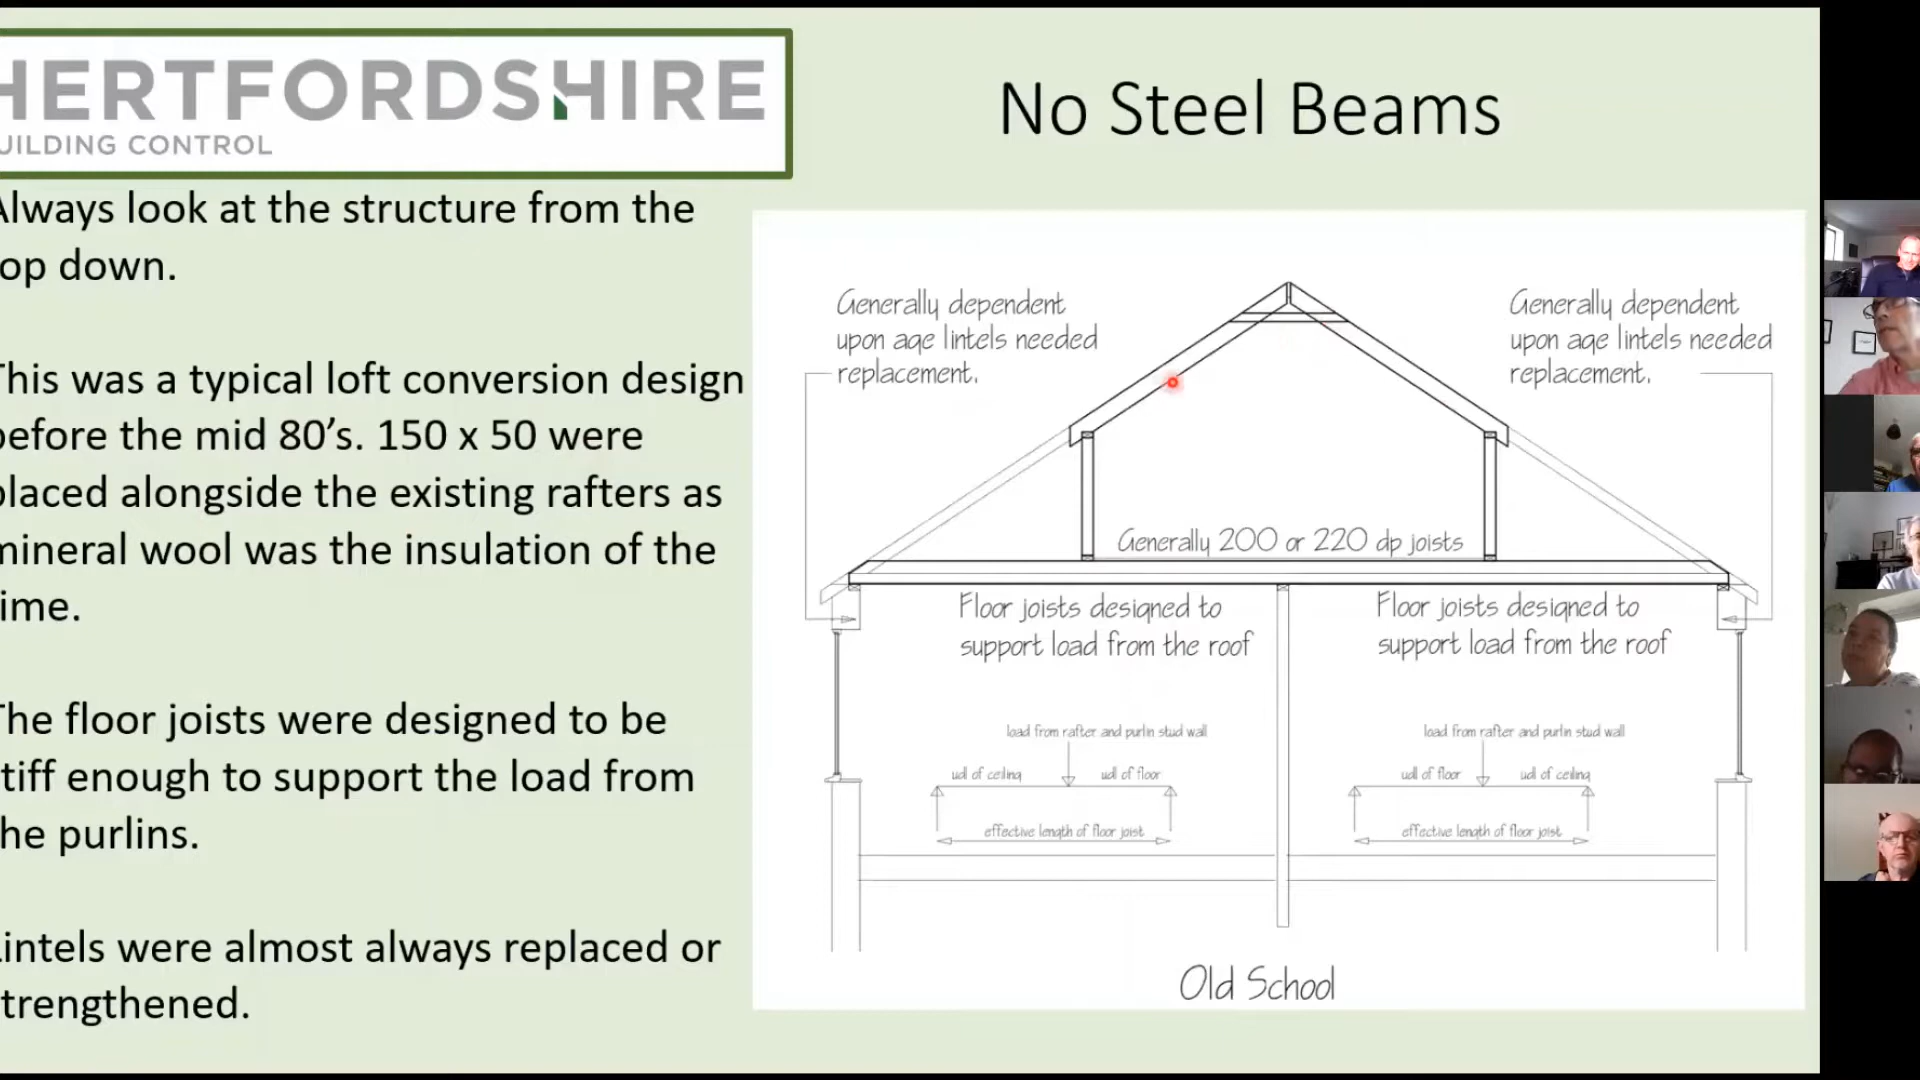 HERTFORDSHIRE
UILDING CONTROL
No Steel Beams
Always look at the structure from the
op down.
This was a typical loft conversion design
before the mid 80’s. 150 x 50 were
placed alongside the existing rafters as
mineral wool was the insulation of the
ime.
The floor joists were designed to be
tiff enough to support the load from
he purlins.
Lintels were almost always replaced or
trengthened.
Generally dependent
upon age lintels needed
replacement.
Generally dependent
upon age lintels needed
replacement.
Generally 200 or 220 dp joists
Floor joists designed to
support load from the roof
Floor joists designed to
support load from the roof
load from rafter and purlin stud wall
udl of ceiling udl of floor
effective length of floor joist
load from rafter and purlin stud wall
udl of floor udl of ceiling
effective length of floor joist
Old School